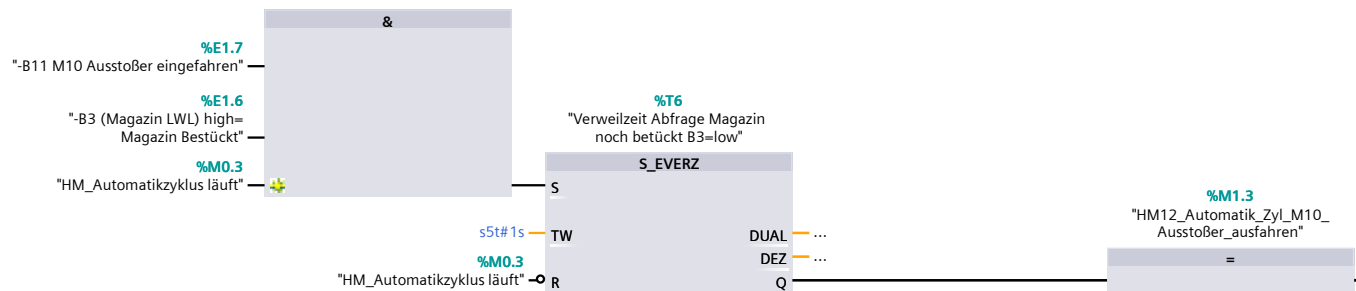 &
%E1.7
"-B11 M10 Ausstoßer eingefahren"
%E1.6
"-B3 (Magazin LWL) high=
Magazin Bestückt"
%M0.3
"HM_Automatikzyklus läuft"
%T6
"Verweilzeit Abfrage Magazin
noch betückt B3=low"
S_EVERZ
S
s5t#1s
TW
DUAL
...
DEZ
...
%M0.3
"HM_Automatikzyklus läuft"
R
Q
%M1.3
"HM12_Automatik_Zyl_M10_
Ausstoßer_ausfahren"
=